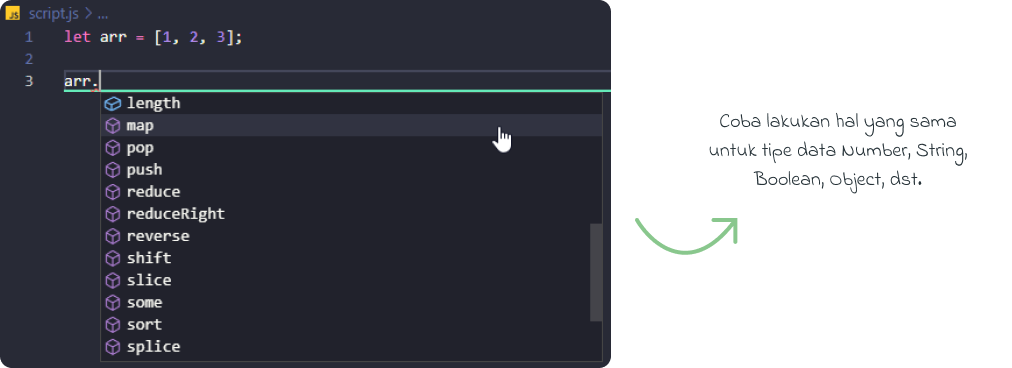 JS script.js > ...
1 let arr = [1, 2, 3];
2
3 arr.
length
map
pop
push
reduce
reduceRight
reverse
shift
slice
some
sort
splice
Coba lakukan hal yang sama
untuk tipe data Number, String,
Boolean, Object, dst.